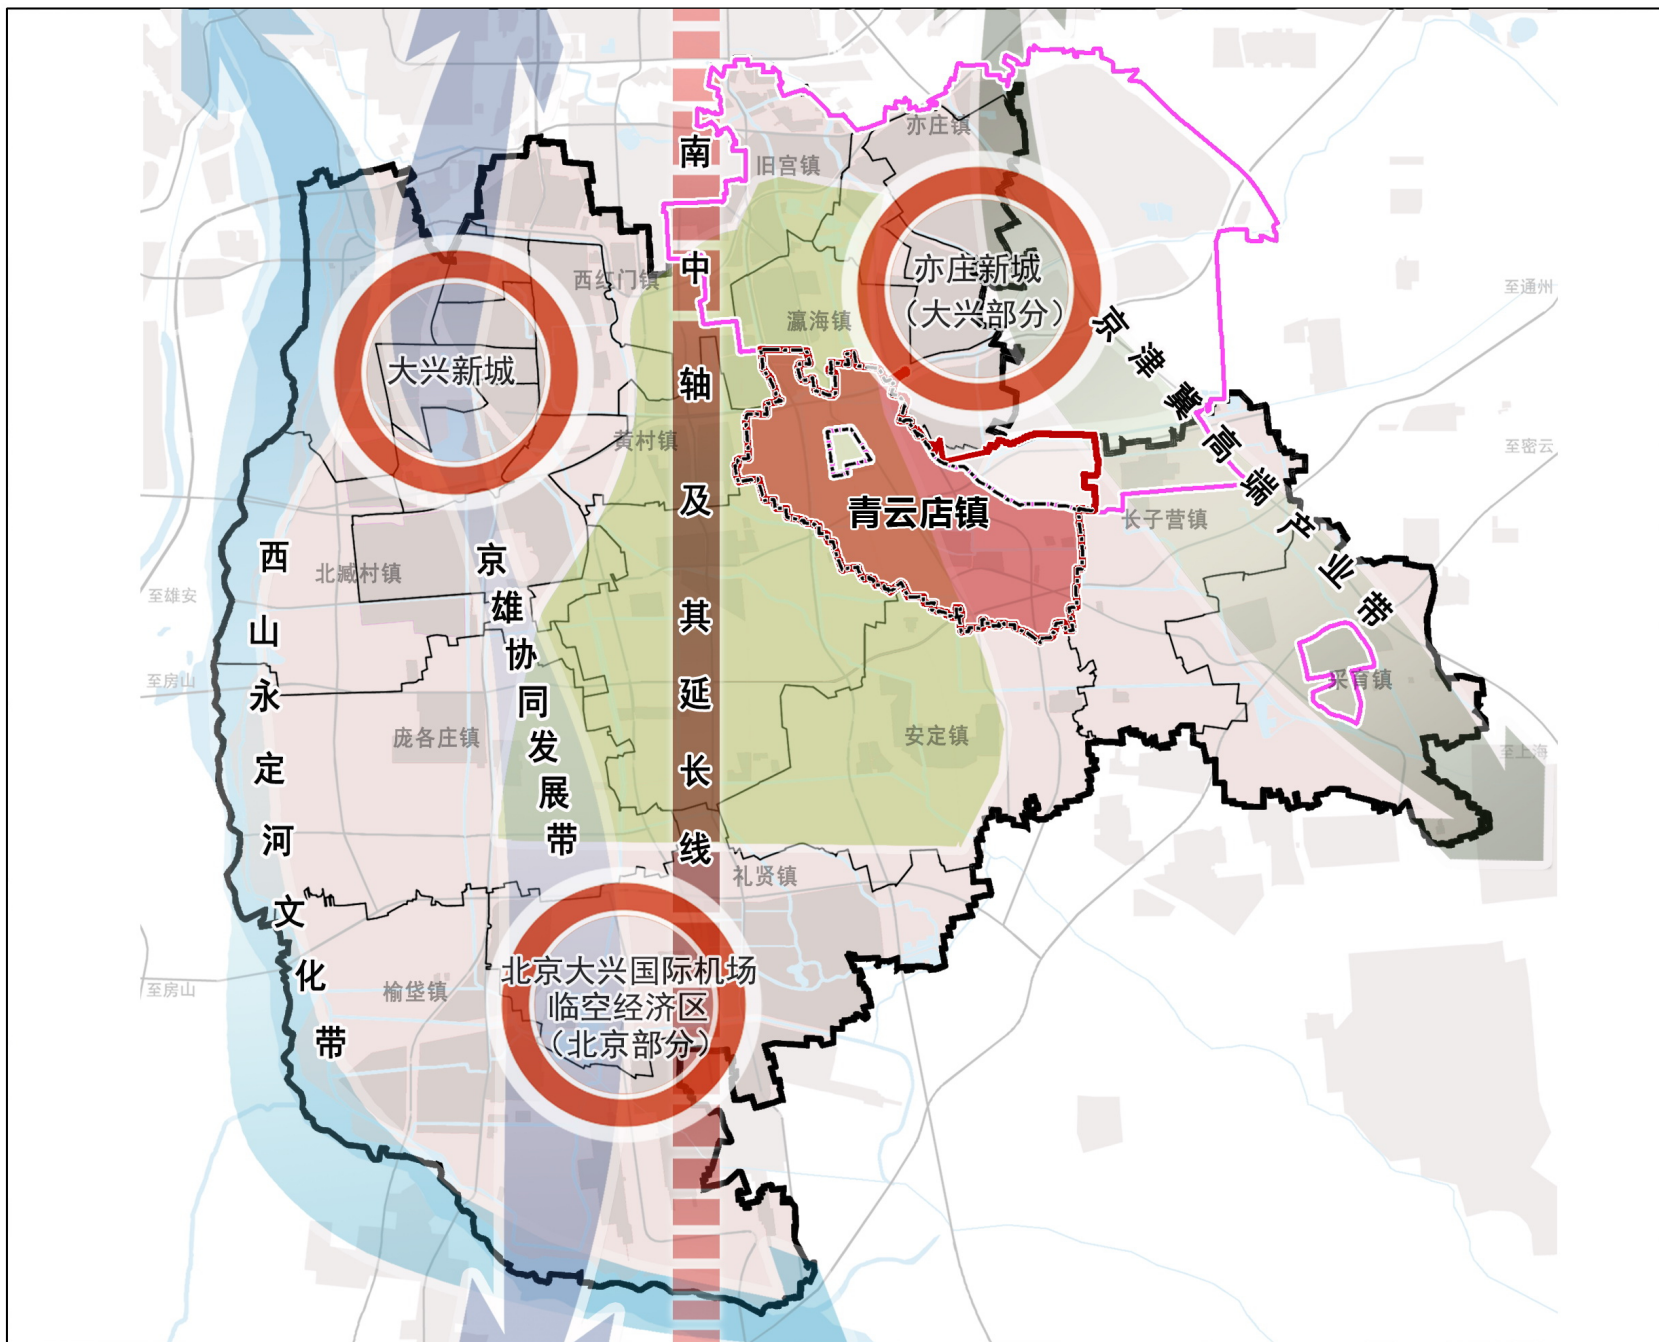 亦庄镇
旧宫镇
西红门镇
瀛海镇
亦庄新城
（大兴部分）
大兴新城
黄村镇
青云店镇
长子营镇
北臧村镇
采育镇
庞各庄镇
安定镇
礼贤镇
榆垡镇
北京大兴国际机场
临空经济区
（北京部分）
南中轴及其延长线
京津冀高端产业带
京雄协同发展带
西山永定河文化带
至通州
至密云
至上海
至雄安
至房山
至房山